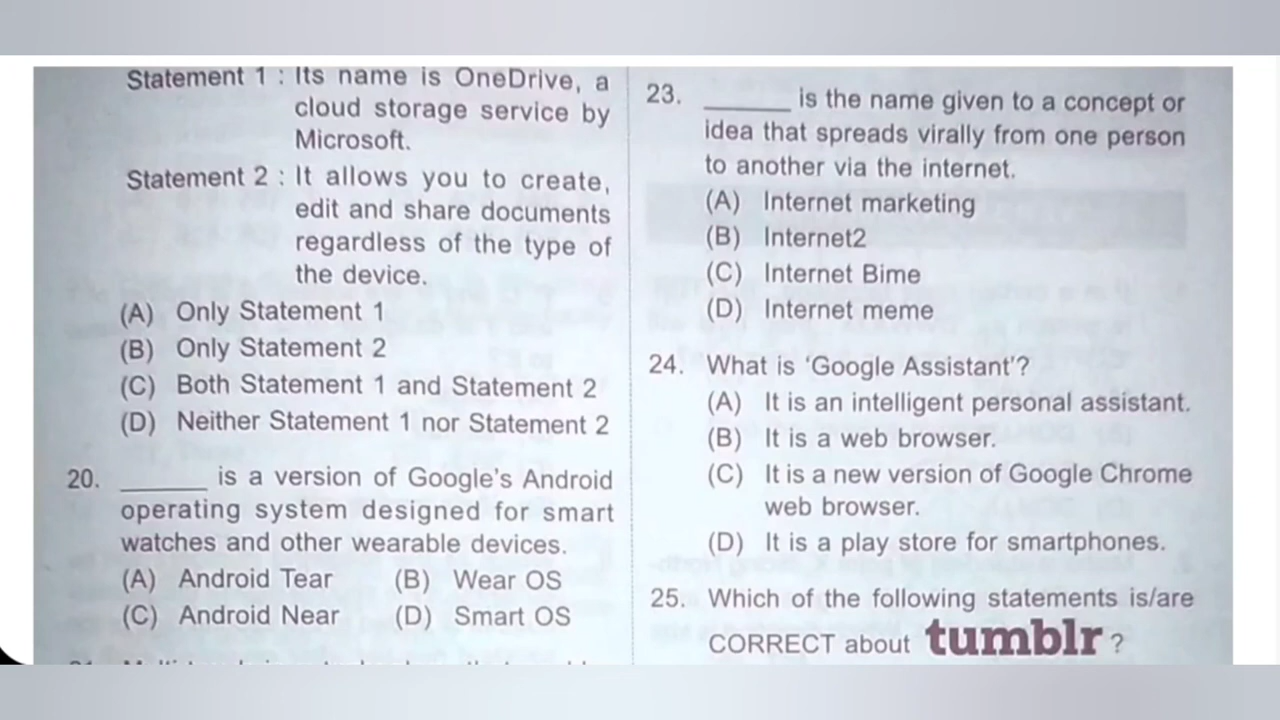 Statement 1 : Its name is OneDrive, a
cloud storage service by
Microsoft.
Statement 2 : It allows you to create,
edit and share documents
regardless of the type of
the device.
(A) Only Statement 1
(B) Only Statement 2
(C) Both Statement 1 and Statement 2
(D) Neither Statement 1 nor Statement 2
20. ______ is a version of Google's Android
operating system designed for smart
watches and other wearable devices.
(A) Android Tear (B) Wear OS
(C) Android Near (D) Smart OS
23. ______ is the name given to a concept or
idea that spreads virally from one person
to another via the internet.
(A) Internet marketing
(B) Internet2
(C) Internet Bime
(D) Internet meme
24. What is ‘Google Assistant’?
(A) It is an intelligent personal assistant.
(B) It is a web browser.
(C) It is a new version of Google Chrome
web browser.
(D) It is a play store for smartphones.
25. Which of the following statements is/are
CORRECT about tumblr ?